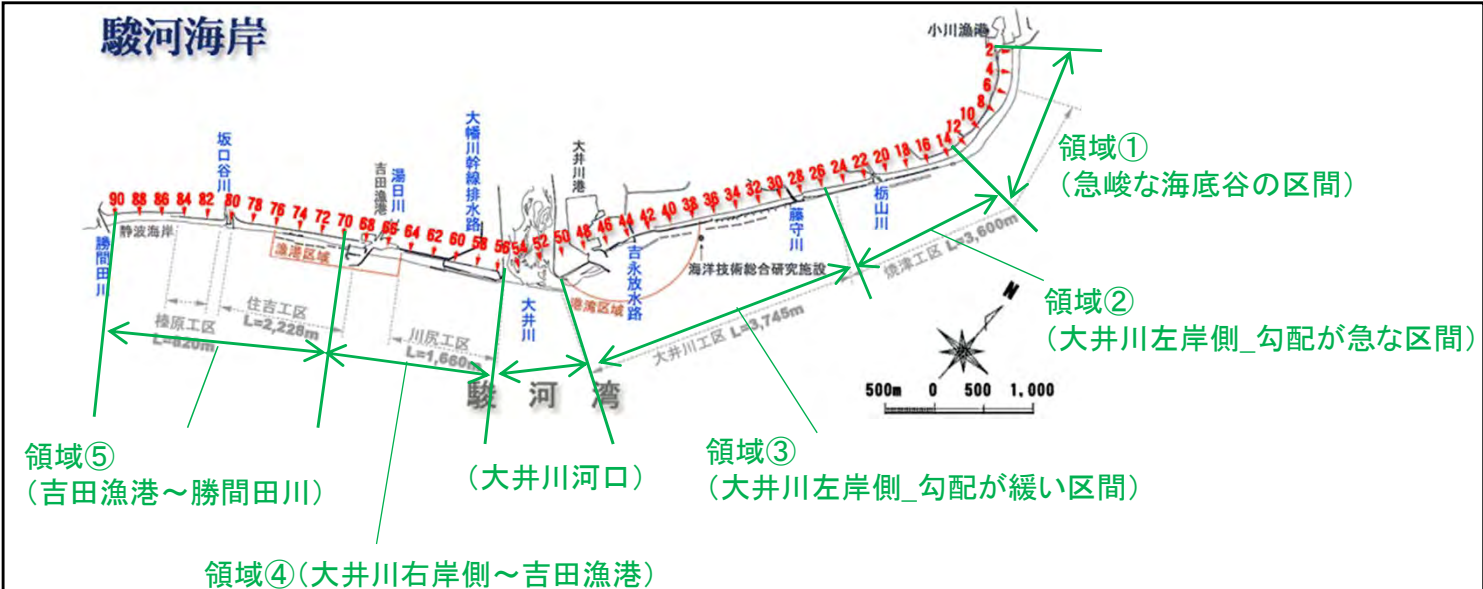 駿河海岸
小川漁港
2
4
6
8
10
12
14
16
18
20
22
24
26
28
30
32
34
36
38
40
42
44
46
48
50
52
54
56
58
60
62
64
66
68
70
72
74
76
78
80
82
84
86
88
90
領域①
(急峻な海底谷の区間)
坂口谷川
吉田漁港
湯日川
大幡川幹線排水路
大井川港
栃山川
藤守川
静波海岸
勝間田川
漁港区域
海洋技術総合研究施設
吉永放水路
港湾区域
大井川
焼津工区 L=3,600m
大井川工区 L=3,745m
榛原工区
L=820m
住吉工区
L=2,228m
川尻工区
L=1,660m
駿河湾
N
500m 0 500 1,000
領域②
(大井川左岸側_勾配が急な区間)
領域③
(大井川左岸側_勾配が緩い区間)
(大井川河口)
領域⑤
(吉田漁港～勝間田川)
領域④(大井川右岸側～吉田漁港)